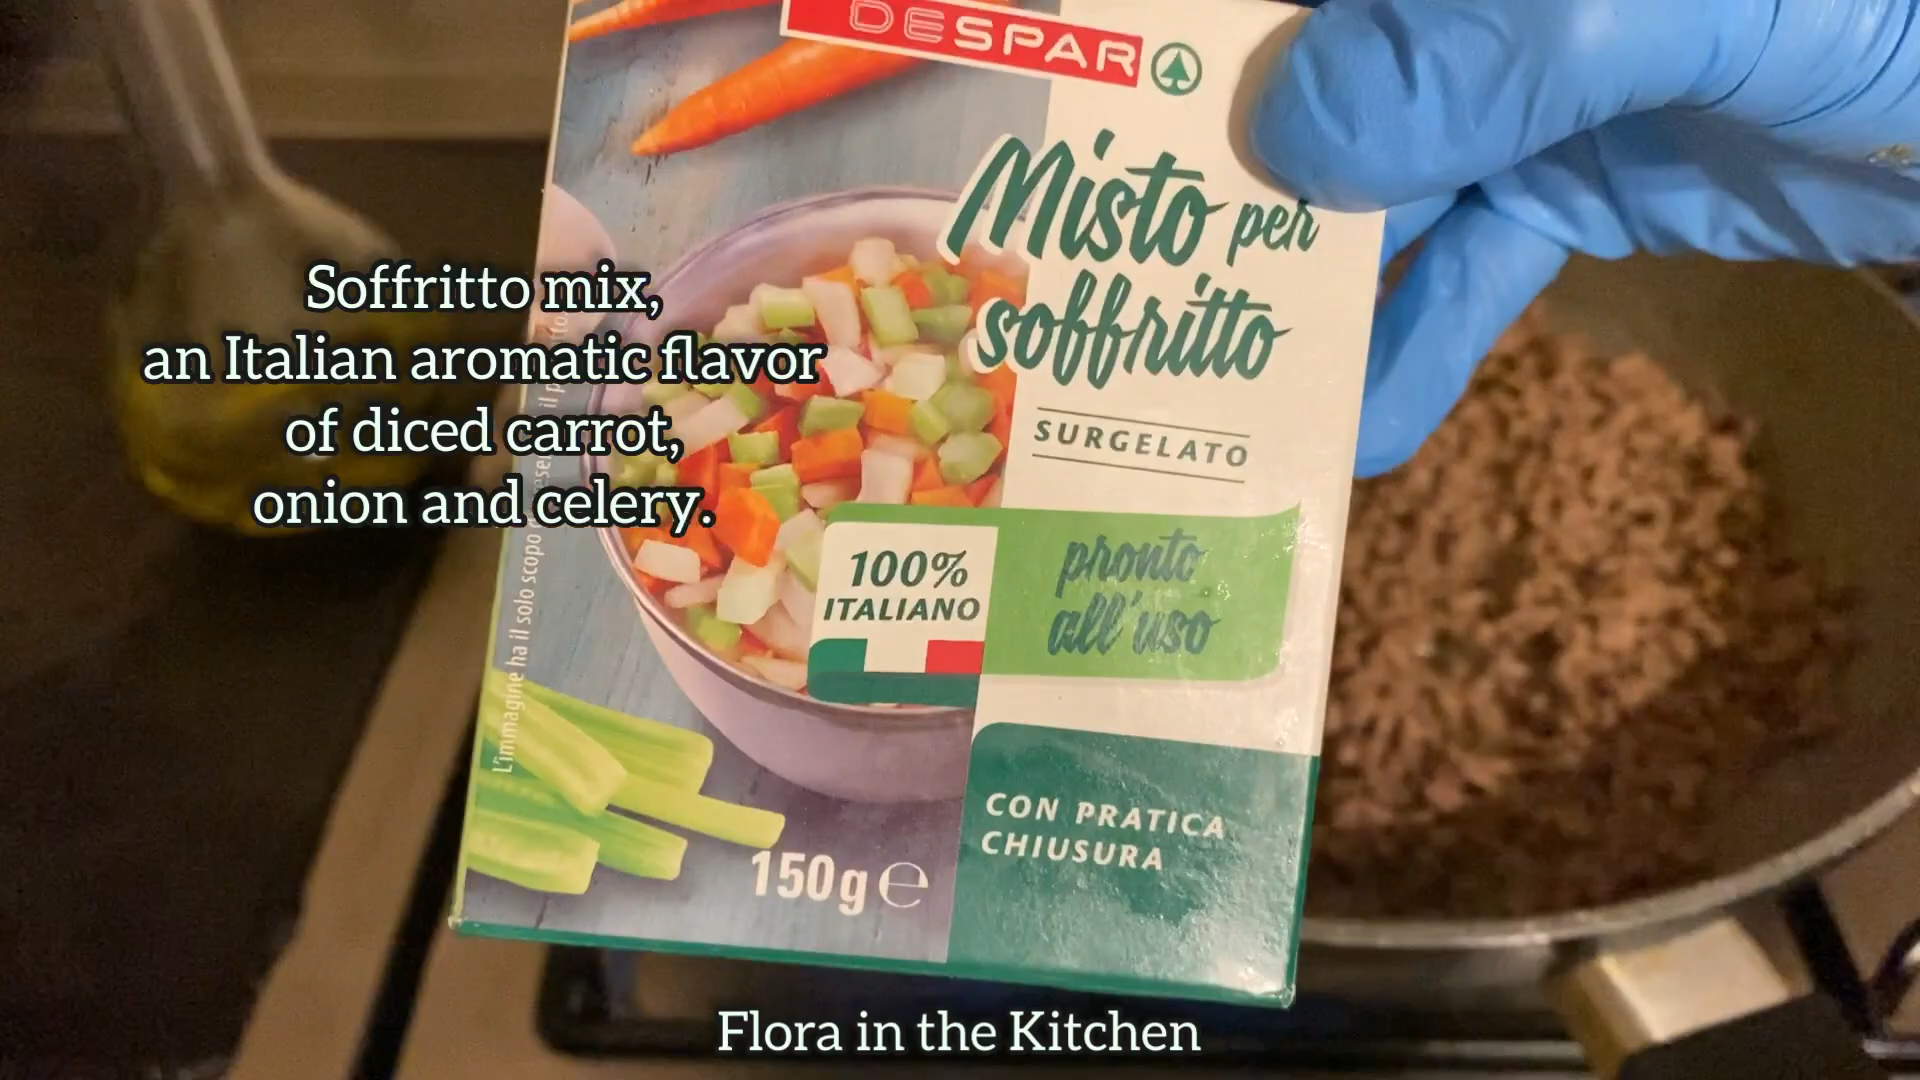 DESPAR
Misto per
soffritto
SURGELATO
Soffritto mix,
an Italian aromatic flavor
of diced carrot,
onion and celery.
100%
ITALIANO
pronto
all'uso
L'immagine ha il solo scopo
CON PRATICA
CHIUSURA
150g e
Flora in the Kitchen